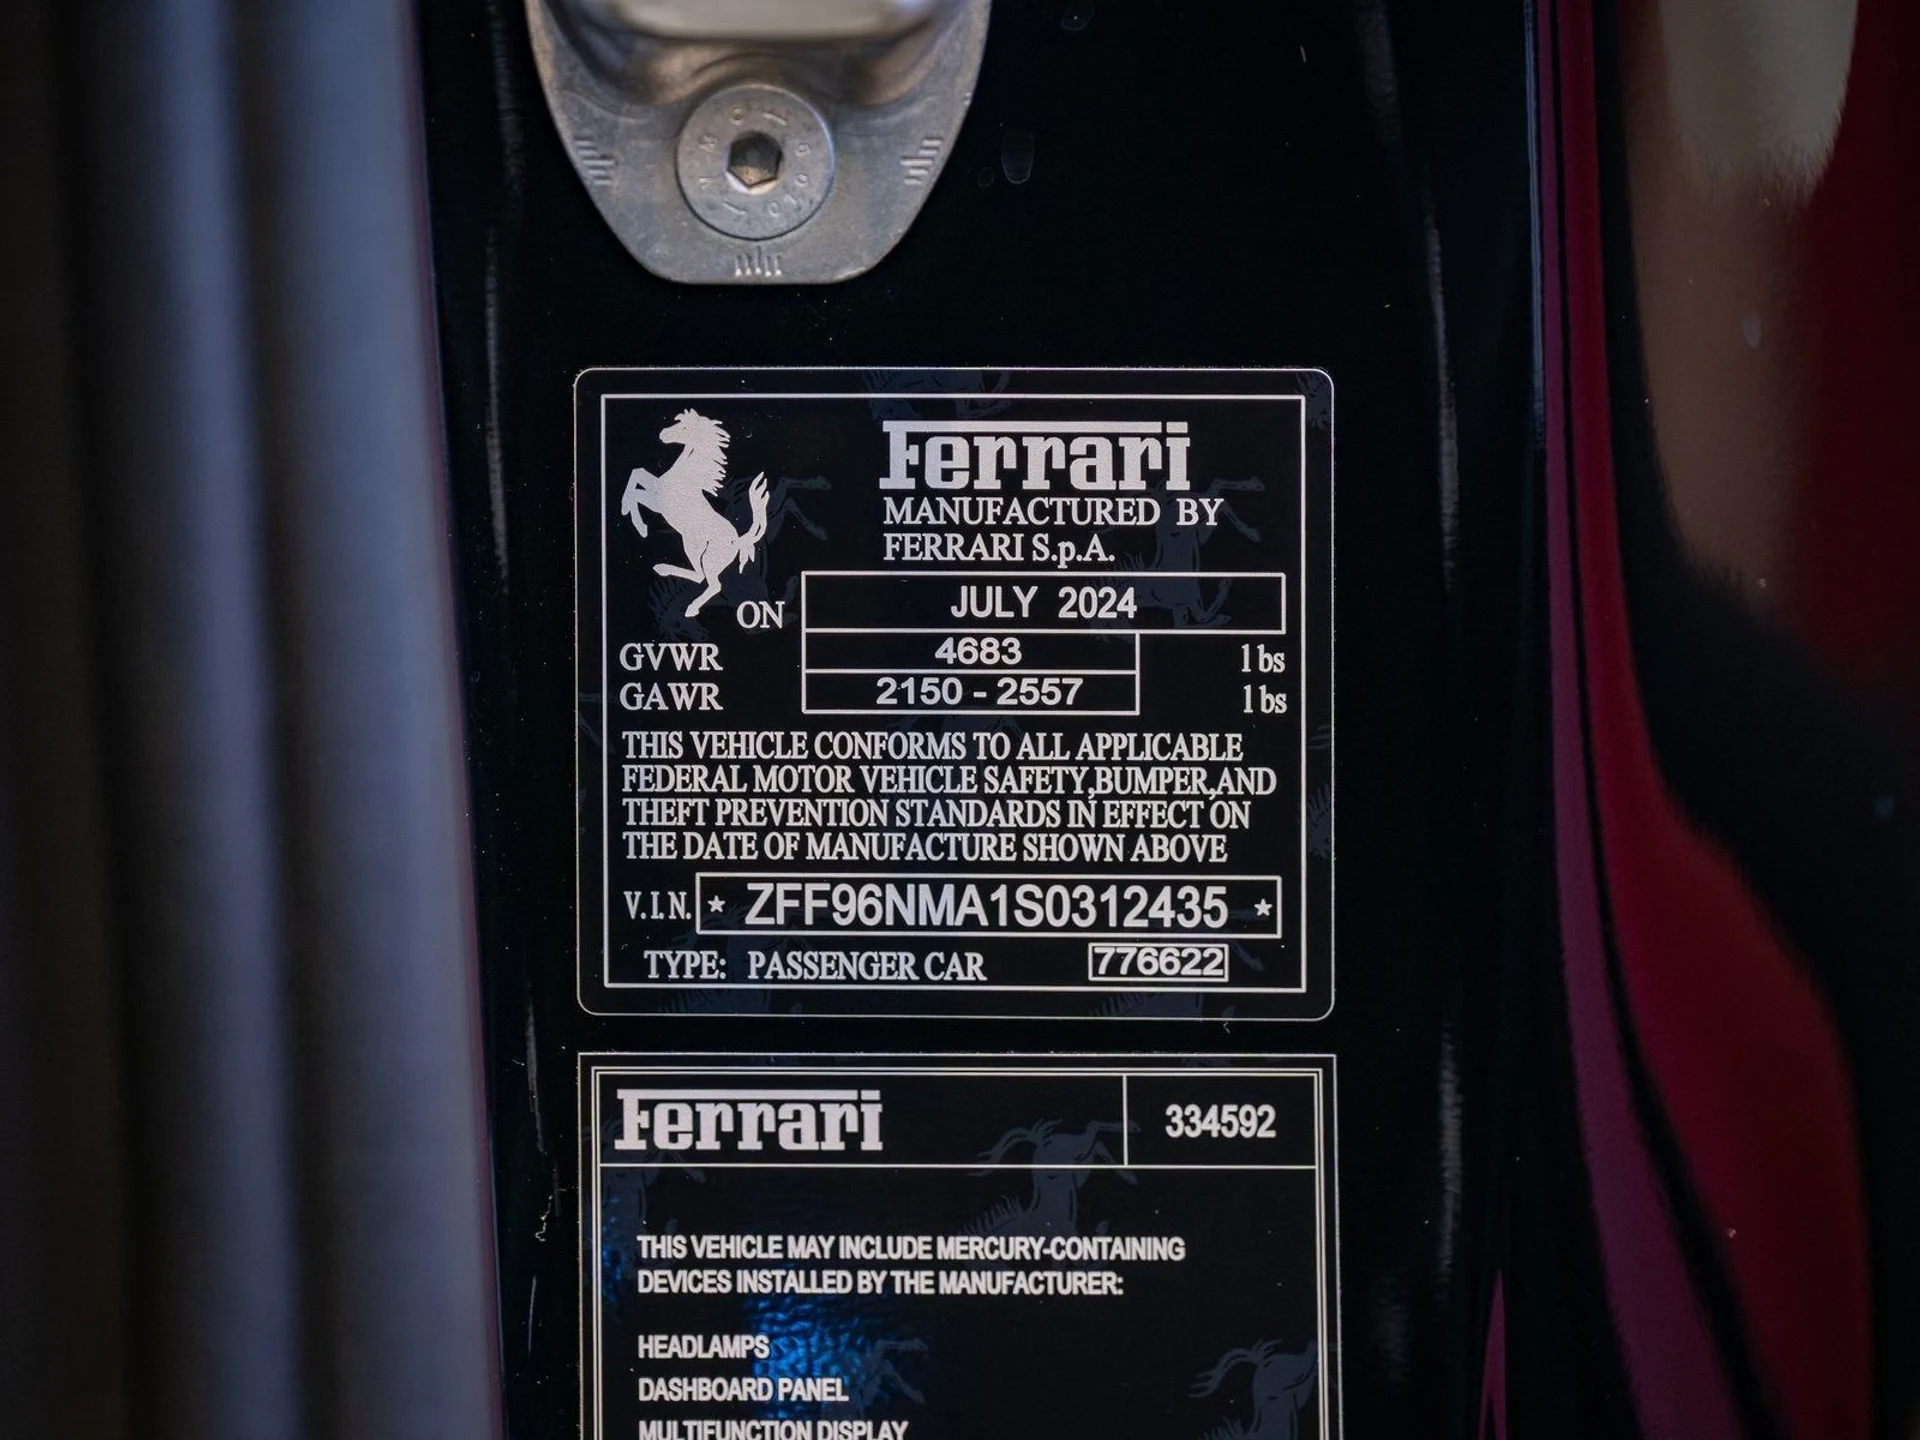 Ferrari
MANUFACTURED BY
FERRARI S.p.A.
ON JULY 2024
GVWR 4683 lbs
GAWR 2150 - 2557 lbs
THIS VEHICLE CONFORMS TO ALL APPLICABLE
FEDERAL MOTOR VEHICLE SAFETY,BUMPER,AND
THEFT PREVENTION STANDARDS IN EFFECT ON
THE DATE OF MANUFACTURE SHOWN ABOVE
V.I.N. * ZFF96NMA1S0312435 *
TYPE: PASSENGER CAR 776622
Ferrari 334592
THIS VEHICLE MAY INCLUDE MERCURY-CONTAINING
DEVICES INSTALLED BY THE MANUFACTURER:
HEADLAMPS
DASHBOARD PANEL
MULTIFUNCTION DISPLAY